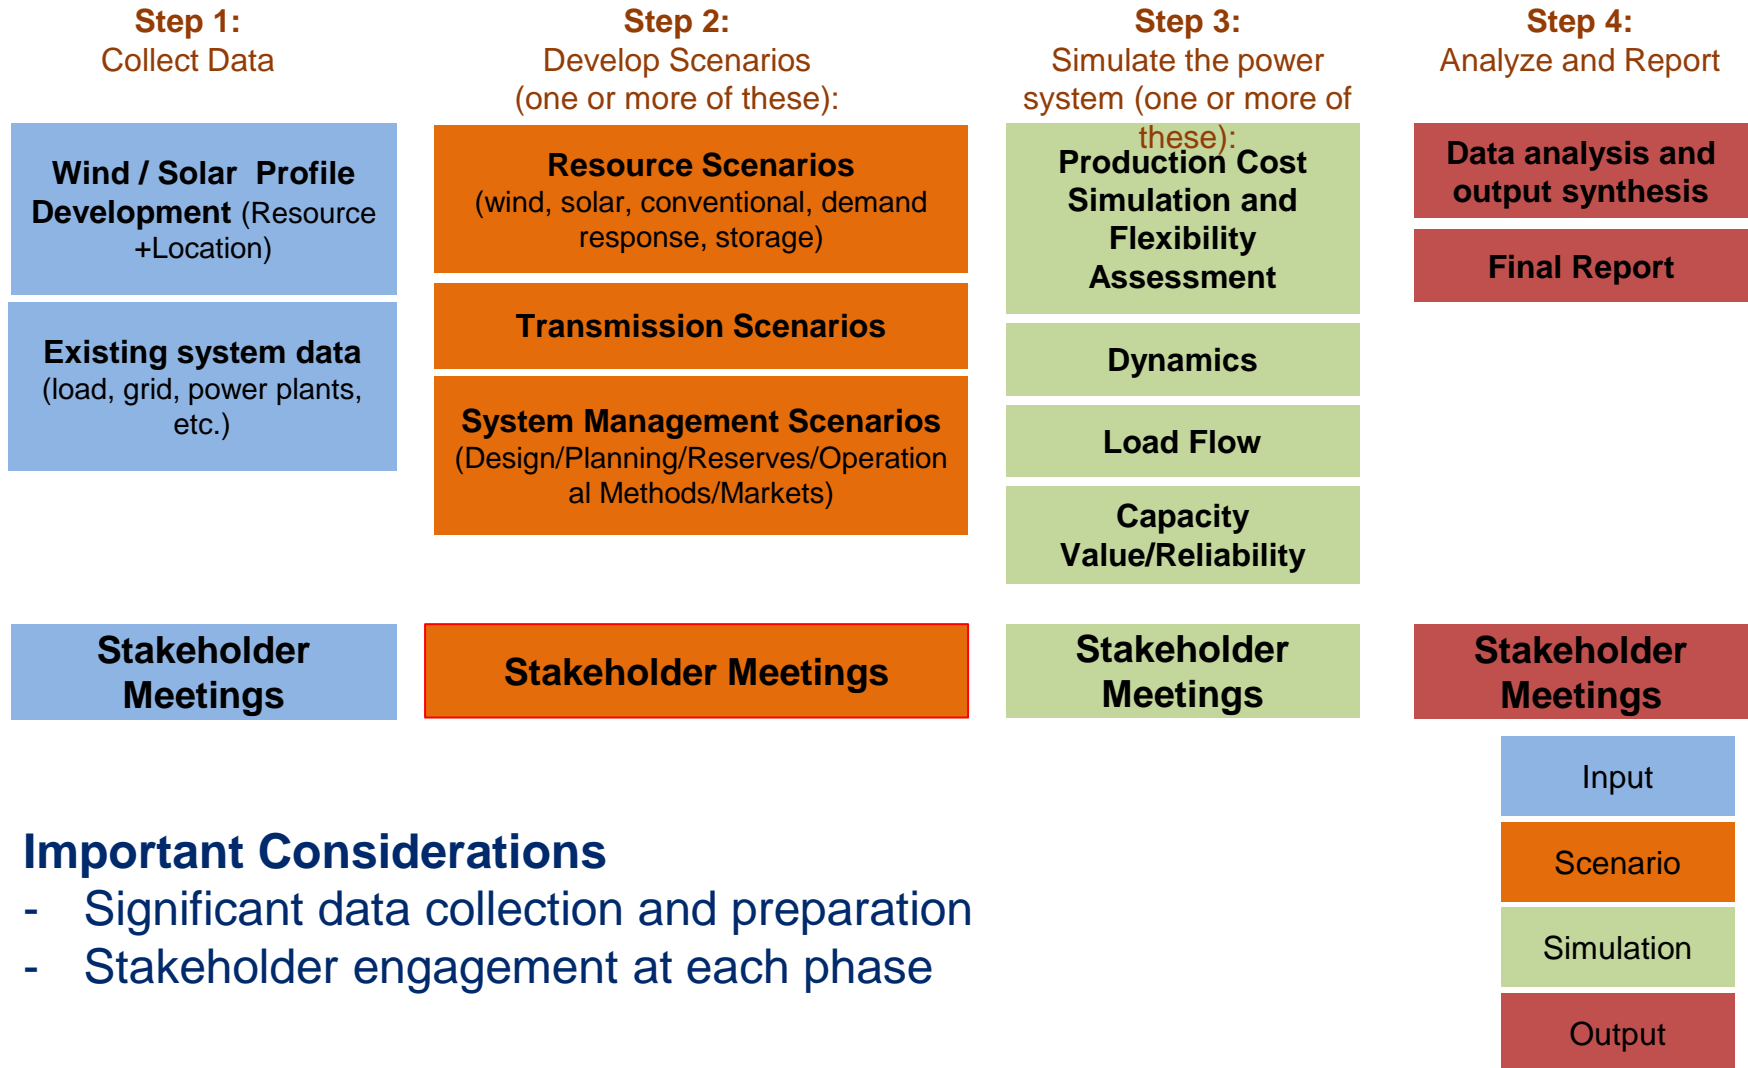 Step 1:
Collect Data
Wind / Solar  Profile
Development (Resource
+Location)
Existing system data
(load, grid, power plants,
etc.)
Stakeholder
Meetings
Step 2:
Develop Scenarios
(one or more of these):
Resource Scenarios
(wind, solar, conventional, demand
response, storage)
Transmission Scenarios
System Management Scenarios
(Design/Planning/Reserves/Operation
al Methods/Markets)
Stakeholder Meetings
Step 3:
Simulate the power
system (one or more of
these):
Production Cost
Simulation and
Flexibility
Assessment
Dynamics
Load Flow
Capacity
Value/Reliability
Stakeholder
Meetings
Step 4:
Analyze and Report
Data analysis and
output synthesis
Final Report
Stakeholder
Meetings
Input
Scenario
Simulation
Output
Important Considerations
- Significant data collection and preparation
- Stakeholder engagement at each phase